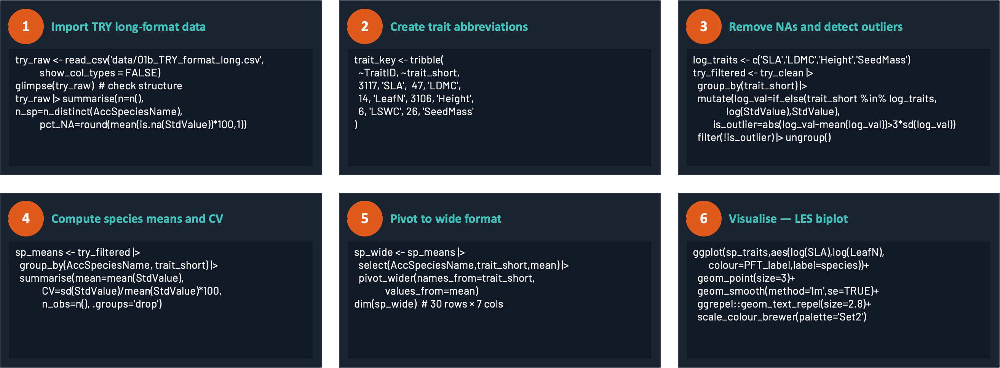 1
Import TRY long-format data
try_raw <- read_csv('data/01b_TRY_format_long.csv',
show_col_types = FALSE)
glimpse(try_raw) # check structure
try_raw |> summarise(n=n(),
n_sp=n_distinct(AccSpeciesName),
pct_NA=round(mean(is.na(StdValue))*100,1))
2
Create trait abbreviations
trait_key <- tribble(
~TraitID, ~trait_short,
3117, 'SLA', 47, 'LDMC',
14, 'LeafN', 3106, 'Height',
6, 'LSWC', 26, 'SeedMass'
)
3
Remove NAs and detect outliers
log_traits <- c('SLA','LDMC','Height','SeedMass')
try_filtered <- try_clean |>
group_by(trait_short) |>
mutate(log_val=if_else(trait_short %in% log_traits,
log(StdValue),StdValue),
is_outlier=abs(log_val-mean(log_val))>3*sd(log_val))
filter(!is_outlier) |> ungroup()
4
Compute species means and CV
sp_means <- try_filtered |>
group_by(AccSpeciesName, trait_short) |>
summarise(mean=mean(StdValue),
CV=sd(StdValue)/mean(StdValue)*100,
n_obs=n(), .groups='drop')
5
Pivot to wide format
sp_wide <- sp_means |>
select(AccSpeciesName,trait_short,mean) |>
pivot_wider(names_from=trait_short,
values_from=mean)
dim(sp_wide) # 30 rows × 7 cols
6
Visualise — LES biplot
ggplot(sp_traits,aes(log(SLA),log(LeafN),
colour=PFT_label,label=species))+
geom_point(size=3)+
geom_smooth(method='lm',se=TRUE)+
ggrepel::geom_text_repel(size=2.8)+
scale_colour_brewer(palette='Set2')